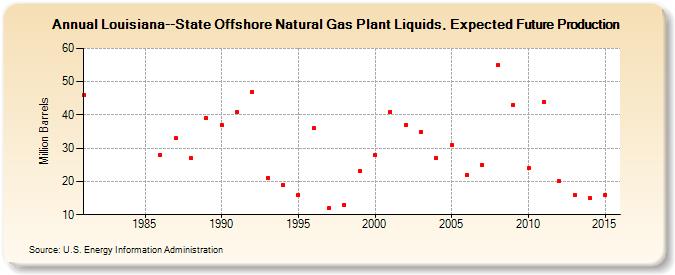 Annual Louisiana--State Offshore Natural Gas Plant Liquids, Expected Future Production
Million Barrels
60
50
40
30
20
10
1985 1990 1995 2000 2005 2010 2015
Source: U.S. Energy Information Administration